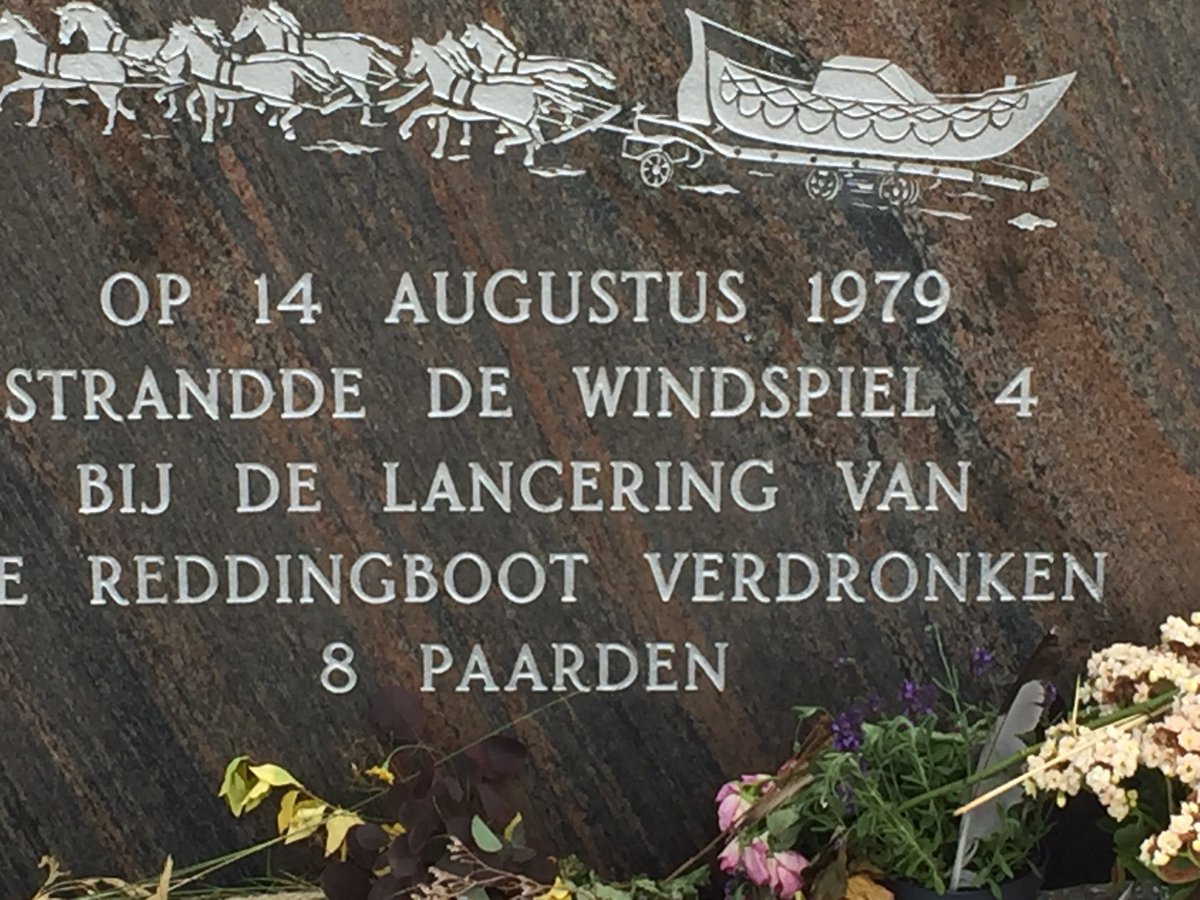 OP 14 AUGUSTUS 1979
STRANDDE DE WINDSPIEL 4
BIJ DE LANCERING VAN
E REDDINGBOOT VERDRONKEN
8 PAARDEN